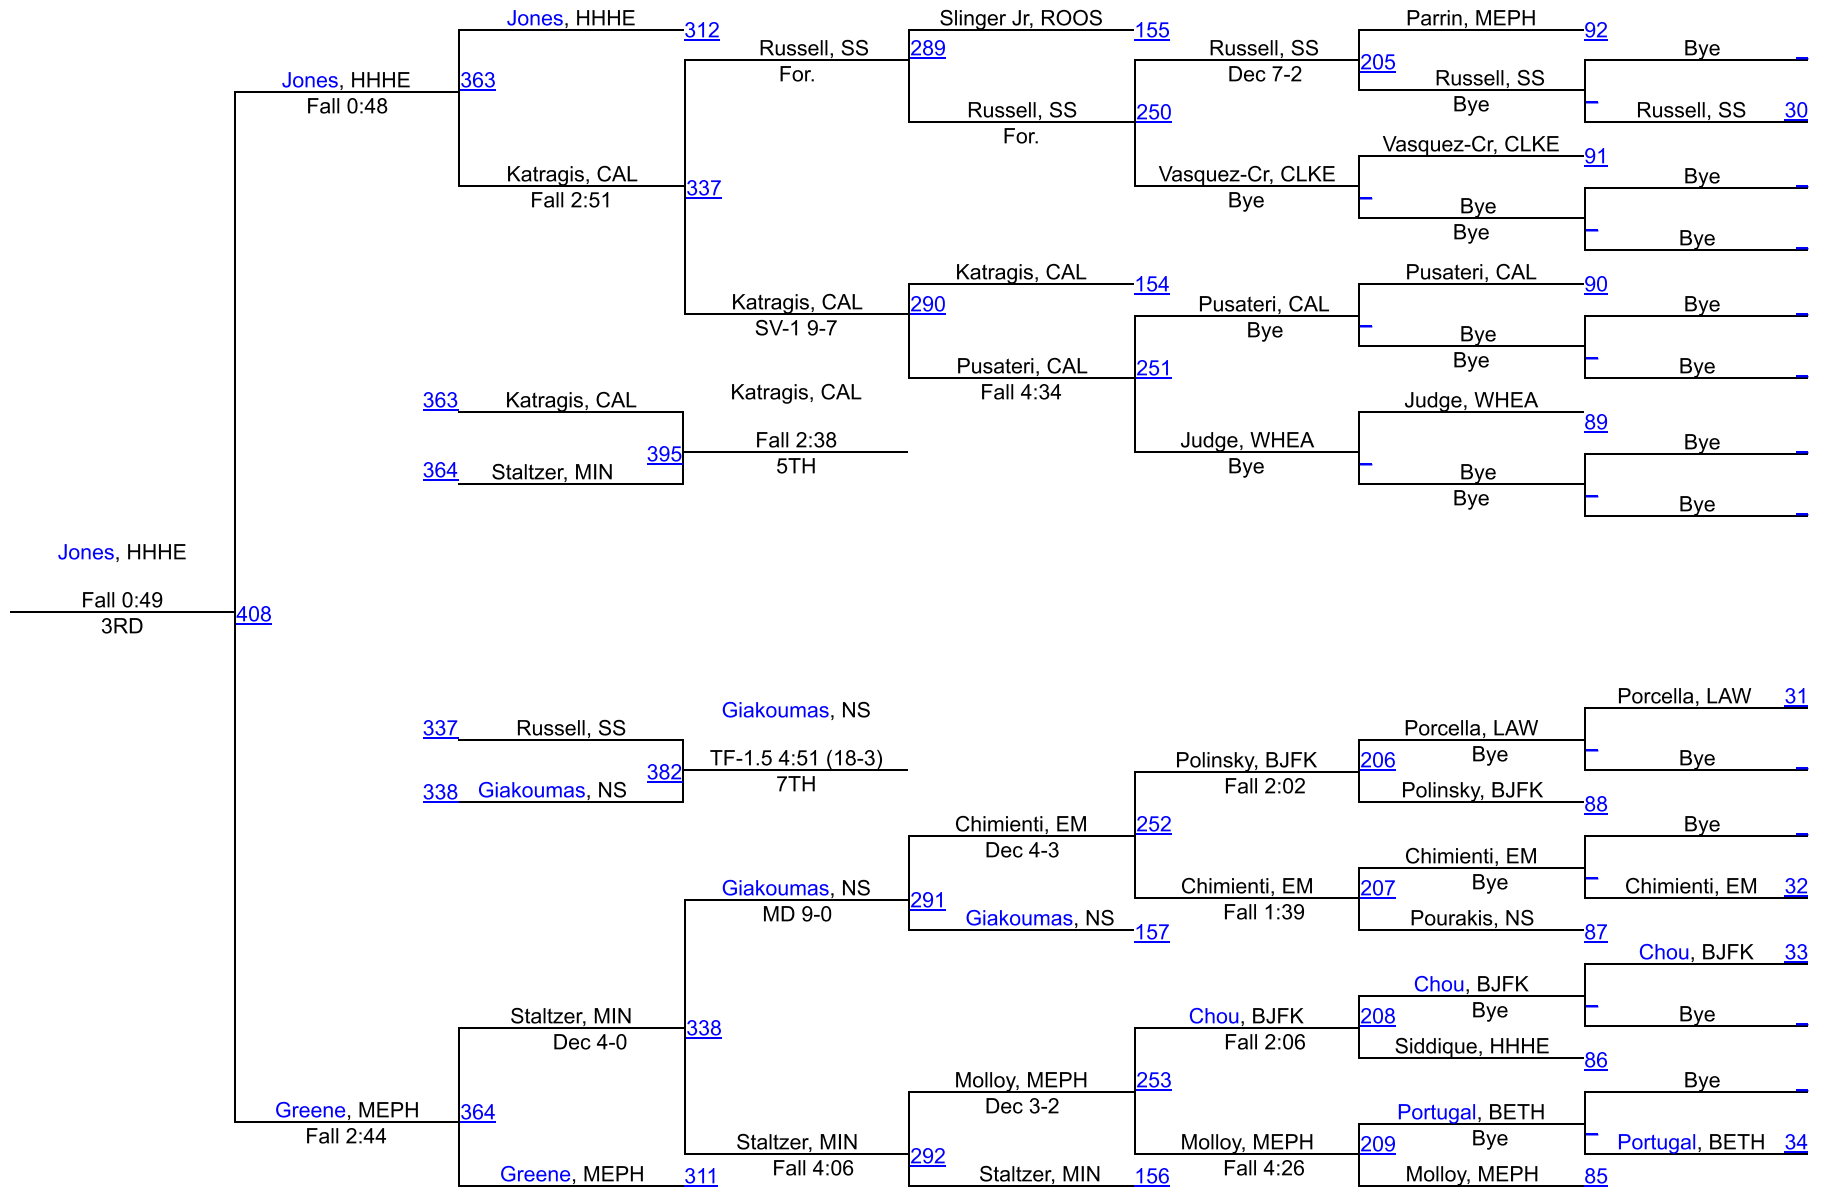 Jones, HHHE
312
Slinger Jr, ROOS
155
Parrin, MEPH
92
Russell, SS
289
For.
Russell, SS
Dec 7-2
205
Bye
Jones, HHHE
363
Fall 0:48
Russell, SS
Bye
Russell, SS
For.
250
Russell, SS 30
Katragis, CAL
Fall 2:51
337
Vasquez-Cr, CLKE
Bye
Vasquez-Cr, CLKE
91
Bye
Bye
Bye
Bye
Katragis, CAL
154
Pusateri, CAL
90
Katragis, CAL
SV-1 9-7
290
Pusateri, CAL
Bye
Bye
Bye
Bye
Pusateri, CAL
Fall 4:34
251
Bye
363
Katragis, CAL
Katragis, CAL
Judge, WHEA
89
364
Staltzer, MIN
395
Fall 2:38
5TH
Judge, WHEA
Bye
Bye
Bye
Bye
Bye
Jones, HHHE
Fall 0:49
3RD
408
337
Russell, SS
Giakoumas, NS
Porcella, LAW
Bye
Porcella, LAW 31
338
Giakoumas, NS
382
TF-1.5 4:51 (18-3)
7TH
Polinsky, BJFK
Fall 2:02
206
Bye
Polinsky, BJFK
88
Chimienti, EM
Dec 4-3
252
Bye
Giakoumas, NS
MD 9-0
291
Chimienti, EM
Fall 1:39
207
Chimienti, EM
Bye
Chimienti, EM 32
Giakoumas, NS
157
Pourakis, NS
87
Chou, BJFK 33
Staltzer, MIN
Dec 4-0
338
Chou, BJFK
Fall 2:06
208
Chou, BJFK
Bye
Bye
Siddique, HHHE
86
Molloy, MEPH
Dec 3-2
253
Bye
Greene, MEPH
Fall 2:44
364
Portugal, BETH
Bye
Staltzer, MIN
Fall 4:06
292
Molloy, MEPH
Fall 4:26
209
Portugal, BETH 34
Greene, MEPH
311
Staltzer, MIN
156
Molloy, MEPH
85